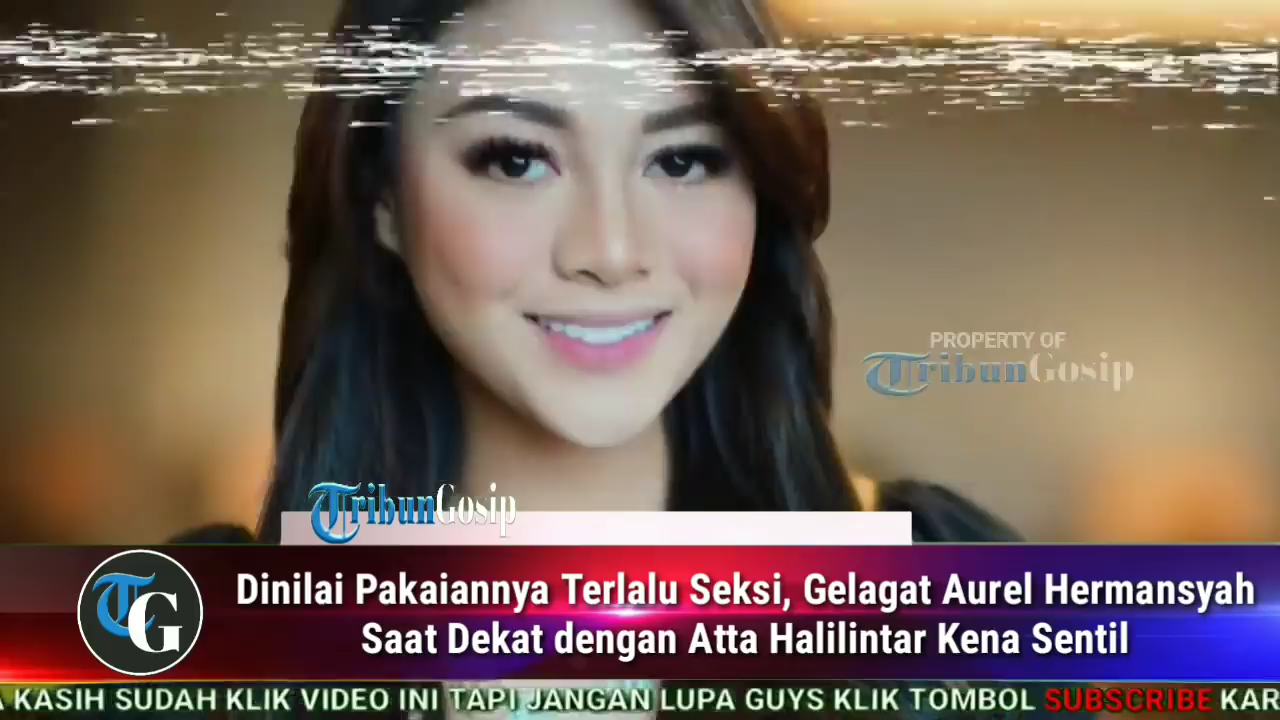 PROPERTY OF
TribunGosip
TribunGosip
TG
Dinilai Pakaiannya Terlalu Seksi, Gelagat Aurel Hermansyah
Saat Dekat dengan Atta Halilintar Kena Sentil
A KASIH SUDAH KLIK VIDEO INI TAPI JANGAN LUPA GUYS KLIK TOMBOL SUBSCRIBE KAR